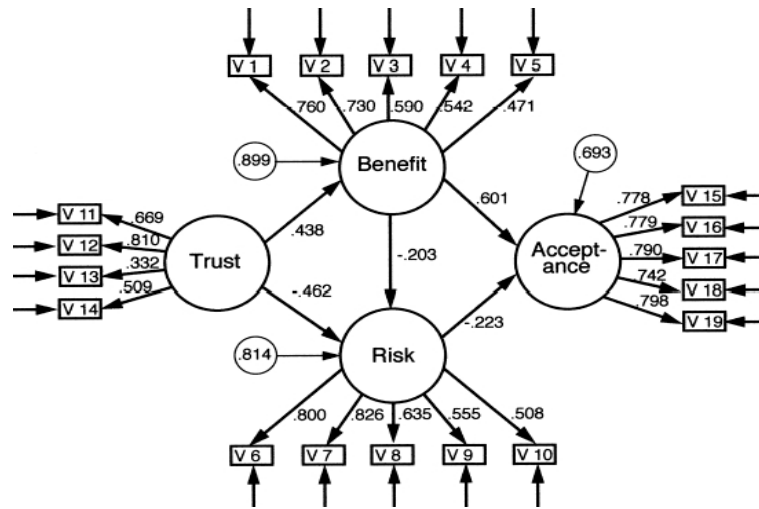 V 1 V 2 V 3 V 4 V 5
.760 .730 .590 .542 -.471
.899 Benefit .693
.601 .778 V 15
V 11 .669 .779 V 16
V 12 .810 .438 Accept-
V 13 .332 Trust -.203 ance .790 V 17
V 14 .509 -.462 .742 V 18
-.223 .798 V 19
.814 Risk
.800 .826 .635 .555 .508
V 6 V 7 V 8 V 9 V 10